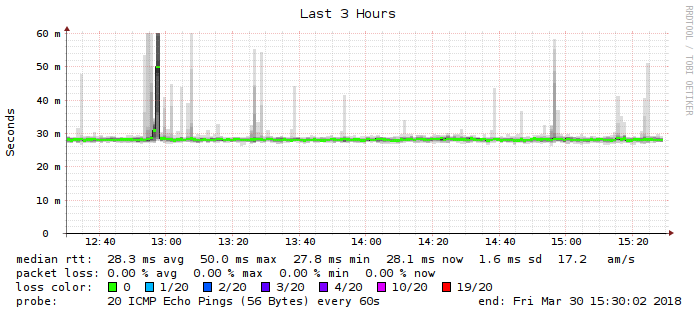 Last 3 Hours
RRDTOOL / TOBI OETIKER
Seconds
60 m
50 m
40 m
30 m
20 m
10 m
0
12:40 13:00 13:20 13:40 14:00 14:20 14:40 15:00 15:20
median rtt: 28.3 ms avg 50.0 ms max 27.8 ms min 28.1 ms now 1.6 ms sd 17.2 am/s
packet loss: 0.00 % avg 0.00 % max 0.00 % min 0.00 % now
loss color: 0 1/20 2/20 3/20 4/20 10/20 19/20
probe: 20 ICMP Echo Pings (56 Bytes) every 60s end: Fri Mar 30 15:30:02 2018